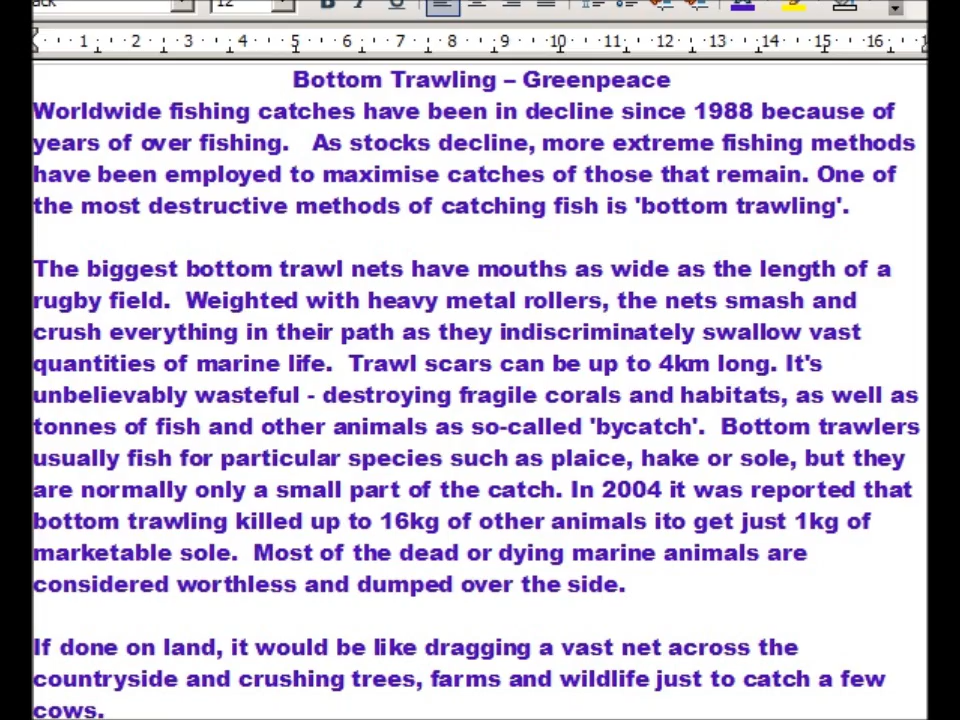 12
1 2 3 4 5 6 7 8 9 10 11 12 13 14 15 16
Bottom Trawling – Greenpeace
Worldwide fishing catches have been in decline since 1988 because of
years of over fishing. As stocks decline, more extreme fishing methods
have been employed to maximise catches of those that remain. One of
the most destructive methods of catching fish is 'bottom trawling'.
The biggest bottom trawl nets have mouths as wide as the length of a
rugby field. Weighted with heavy metal rollers, the nets smash and
crush everything in their path as they indiscriminately swallow vast
quantities of marine life. Trawl scars can be up to 4km long. It's
unbelievably wasteful - destroying fragile corals and habitats, as well as
tonnes of fish and other animals as so-called 'bycatch'. Bottom trawlers
usually fish for particular species such as plaice, hake or sole, but they
are normally only a small part of the catch. In 2004 it was reported that
bottom trawling killed up to 16kg of other animals ito get just 1kg of
marketable sole. Most of the dead or dying marine animals are
considered worthless and dumped over the side.
If done on land, it would be like dragging a vast net across the
countryside and crushing trees, farms and wildlife just to catch a few
cows.